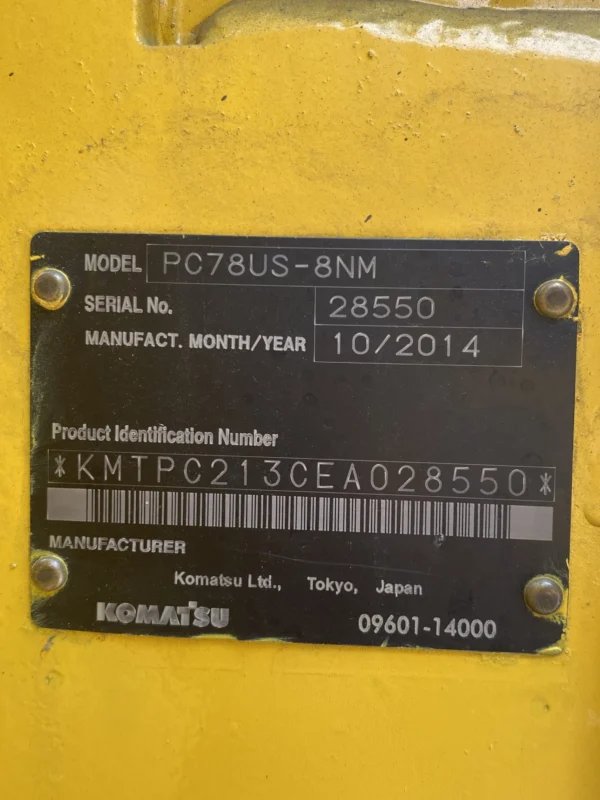 MODEL PC78US-8NM
SERIAL No. 28550
MANUFACT. MONTH/YEAR 10/2014
Product Identification Number
*KMTPC213CEA028550*
MANUFACTURER
Komatsu Ltd., Tokyo, Japan
KOMATSU 09601-14000